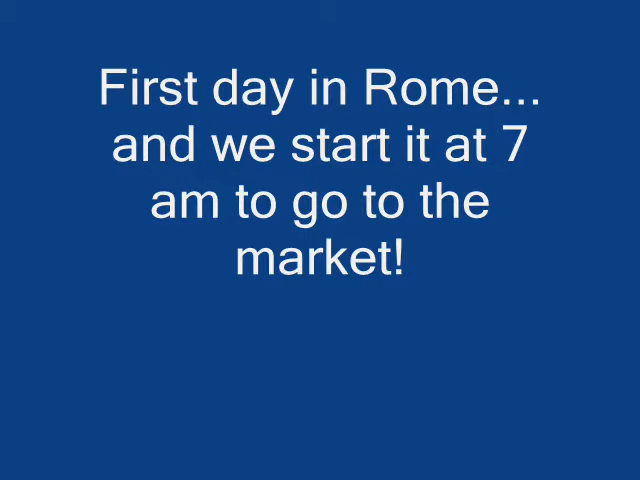 First day in Rome...
and we start it at 7
am to go to the
market!